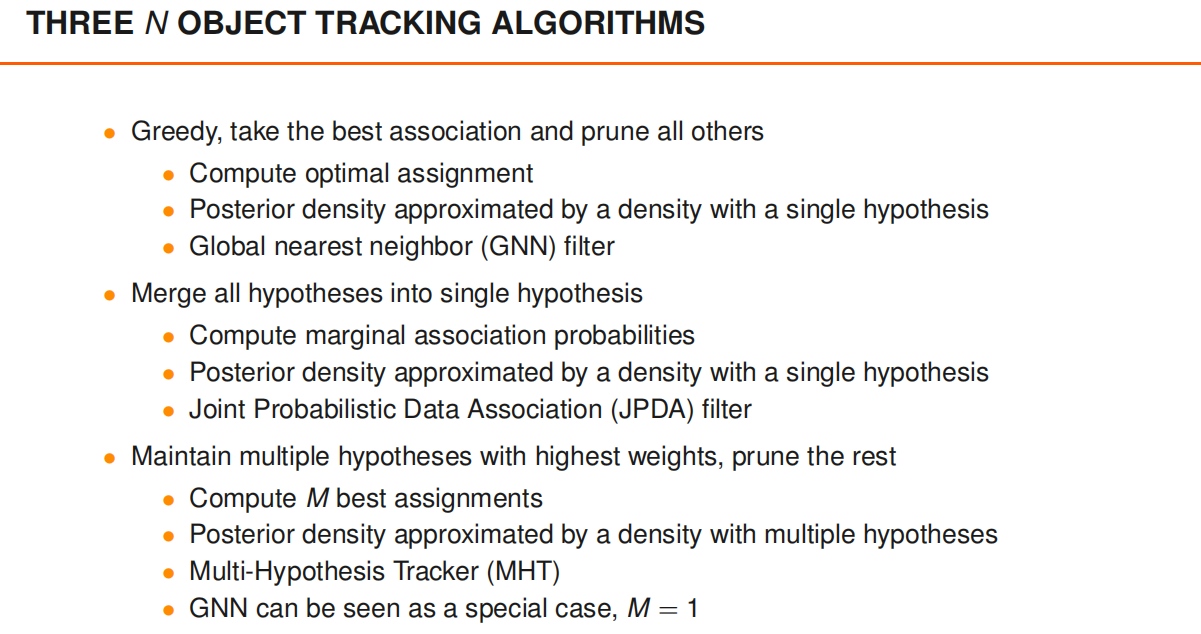 THREE N OBJECT TRACKING ALGORITHMS
• Greedy, take the best association and prune all others
• Compute optimal assignment
• Posterior density approximated by a density with a single hypothesis
• Global nearest neighbor (GNN) filter
• Merge all hypotheses into single hypothesis
• Compute marginal association probabilities
• Posterior density approximated by a density with a single hypothesis
• Joint Probabilistic Data Association (JPDA) filter
• Maintain multiple hypotheses with highest weights, prune the rest
• Compute M best assignments
• Posterior density approximated by a density with multiple hypotheses
• Multi-Hypothesis Tracker (MHT)
• GNN can be seen as a special case, M = 1